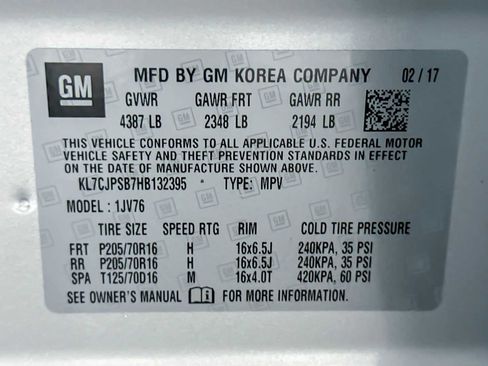 GM MFD BY GM KOREA COMPANY 02 / 17
GVWR GAWR FRT GAWR RR
4387 LB 2348 LB 2194 LB
THIS VEHICLE CONFORMS TO ALL APPLICABLE U.S. FEDERAL MOTOR
VEHICLE SAFETY AND THEFT PREVENTION STANDARDS IN EFFECT ON
THE DATE OF MANUFACTURE SHOWN ABOVE.
KL7CJPSB7HB132395 * TYPE: MPV
MODEL : 1JV76
TIRE SIZE SPEED RTG RIM COLD TIRE PRESSURE
FRT P205/70R16 H 16x6.5J 240KPA, 35 PSI
RR P205/70R16 H 16x6.5J 240KPA, 35 PSI
SPA T125/70D16 M 16x4.0T 420KPA, 60 PSI
SEE OWNER'S MANUAL FOR MORE INFORMATION.